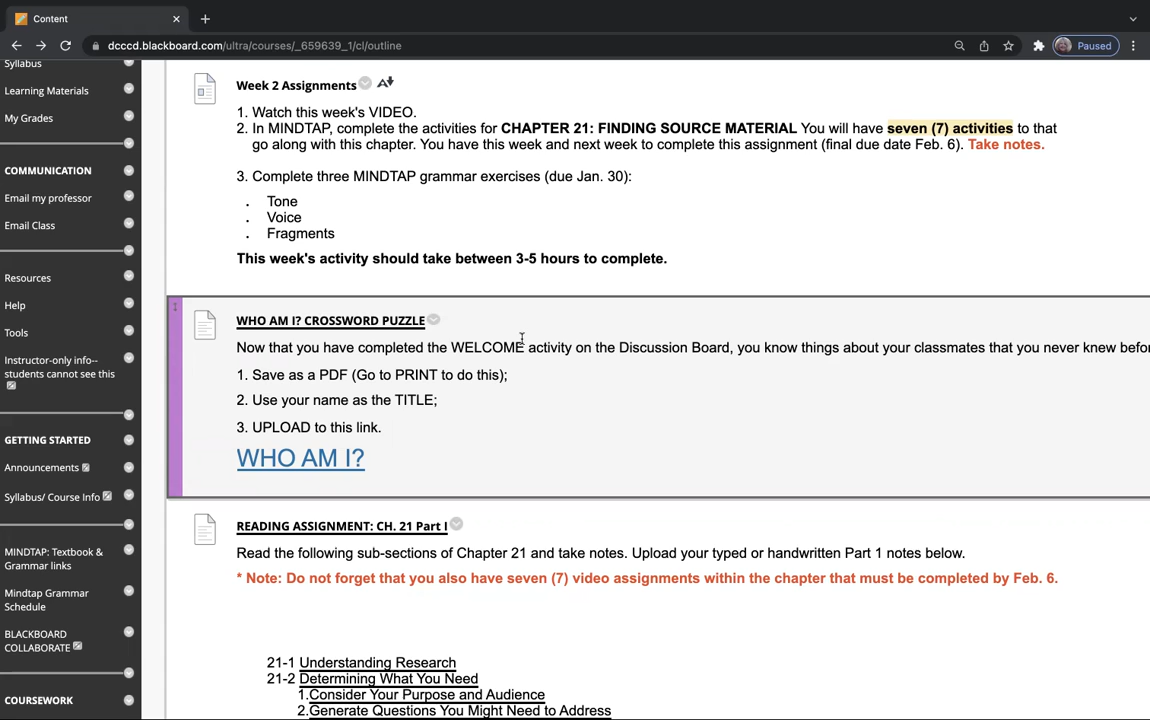 Content
dcccd.blackboard.com/ultra/courses/_659639_1/cl/outline
Paused
Syllabus
Learning Materials
My Grades
COMMUNICATION
Email my professor
Email Class
Resources
Help
Tools
Instructor-only info--
students cannot see this
GETTING STARTED
Announcements
Syllabus/ Course Info
MINDTAP: Textbook &
Grammar links
Mindtap Grammar
Schedule
BLACKBOARD
COLLABORATE
COURSEWORK
Week 2 Assignments
1. Watch this week's VIDEO.
2. In MINDTAP, complete the activities for CHAPTER 21: FINDING SOURCE MATERIAL You will have seven (7) activities to that
go along with this chapter. You have this week and next week to complete this assignment (final due date Feb. 6). Take notes.
3. Complete three MINDTAP grammar exercises (due Jan. 30):
. Tone
. Voice
. Fragments
This week's activity should take between 3-5 hours to complete.
WHO AM I? CROSSWORD PUZZLE
Now that you have completed the WELCOME activity on the Discussion Board, you know things about your classmates that you never knew befor
1. Save as a PDF (Go to PRINT to do this);
2. Use your name as the TITLE;
3. UPLOAD to this link.
WHO AM I?
READING ASSIGNMENT: CH. 21 Part I
Read the following sub-sections of Chapter 21 and take notes. Upload your typed or handwritten Part 1 notes below.
* Note: Do not forget that you also have seven (7) video assignments within the chapter that must be completed by Feb. 6.
21-1 Understanding Research
21-2 Determining What You Need
1.Consider Your Purpose and Audience
2.Generate Questions You Might Need to Address